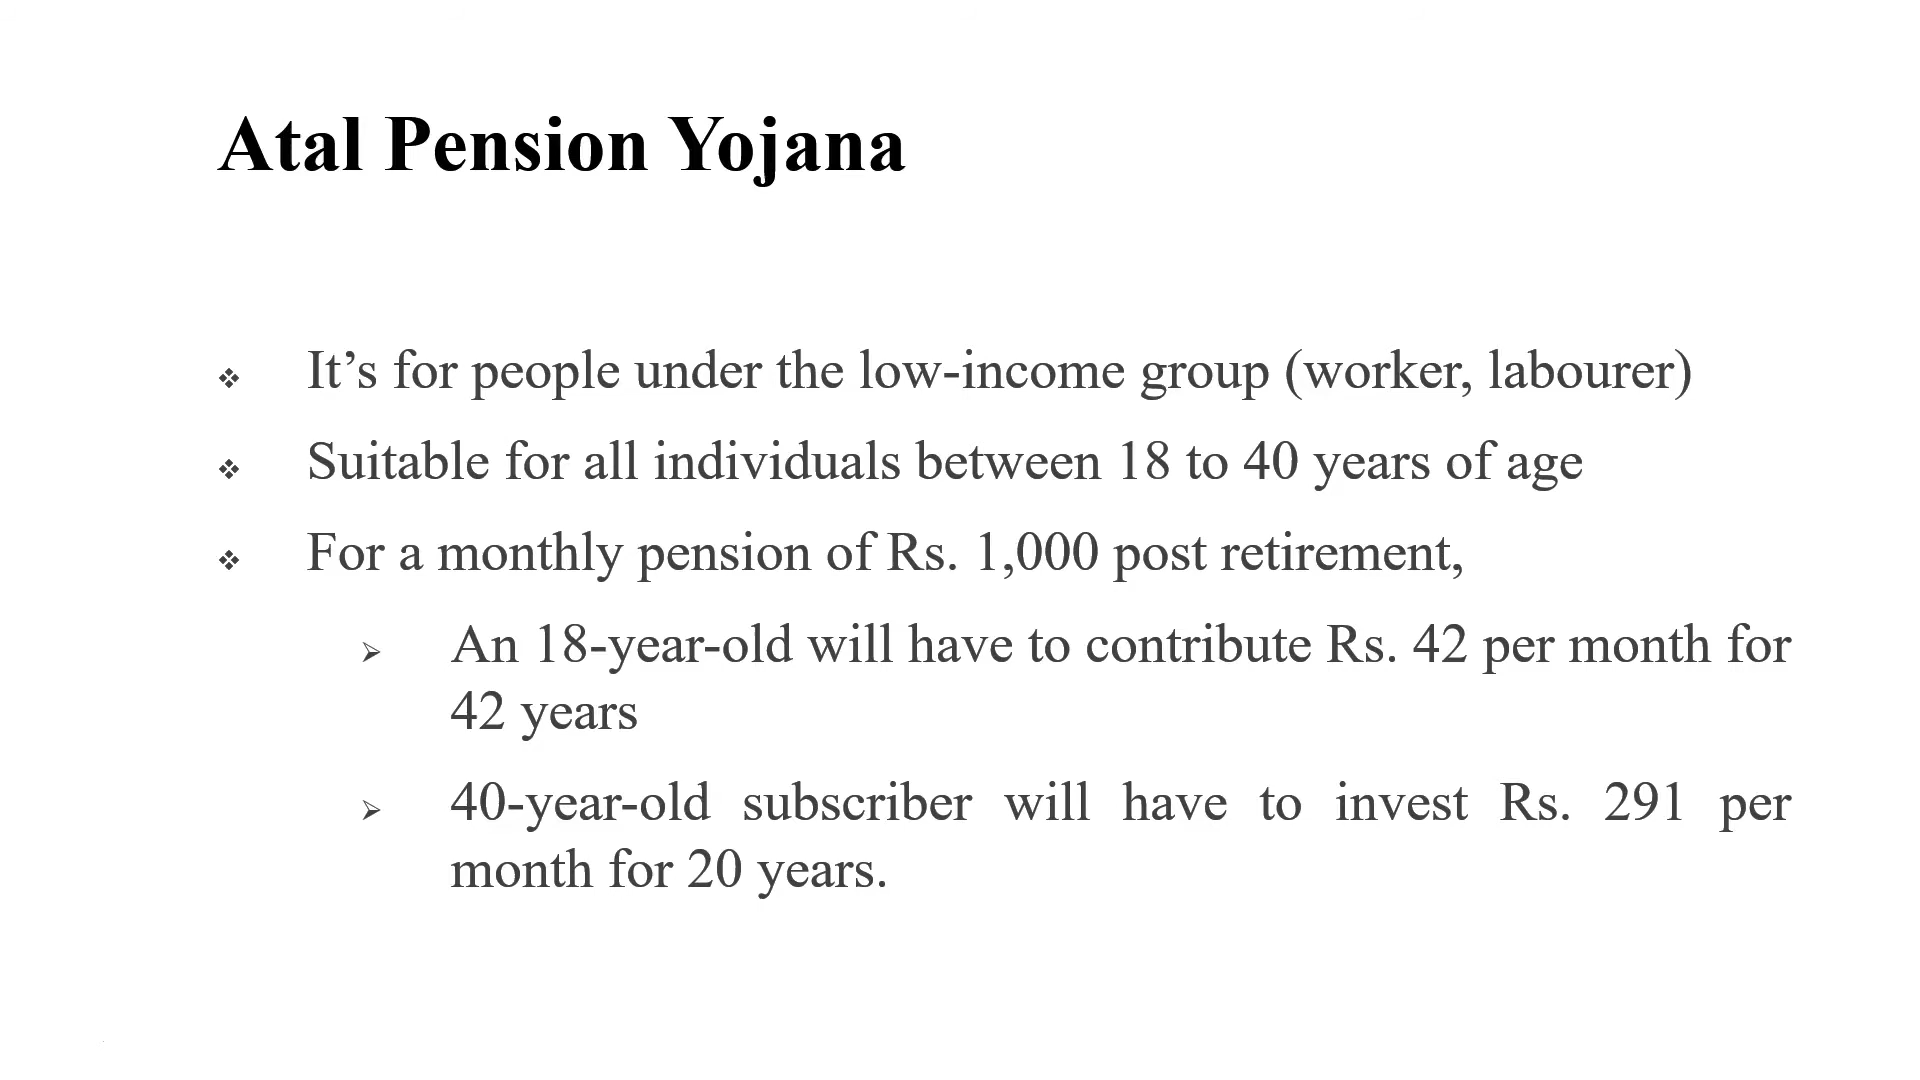 Atal Pension Yojana
❖ It’s for people under the low-income group (worker, labourer)
❖ Suitable for all individuals between 18 to 40 years of age
❖ For a monthly pension of Rs. 1,000 post retirement,
➢ An 18-year-old will have to contribute Rs. 42 per month for
42 years
➢ 40-year-old subscriber will have to invest Rs. 291 per
month for 20 years.